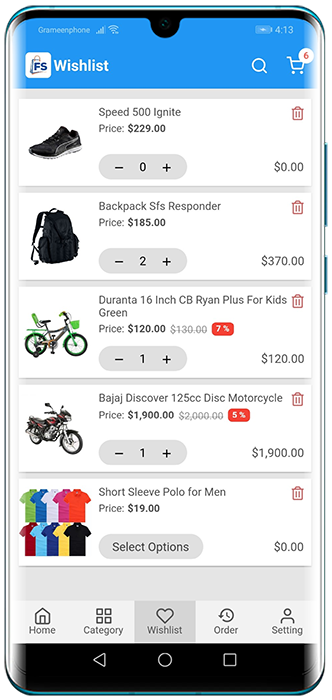 Grameenphone 4:13
FS Wishlist 6
Speed 500 Ignite
Price: $229.00
− 0 + $0.00
Backpack Sfs Responder
Price: $185.00
− 2 + $370.00
Duranta 16 Inch CB Ryan Plus For Kids
Green
Price: $120.00 $130.00 7 %
− 1 + $120.00
Bajaj Discover 125cc Disc Motorcycle
Price: $1,900.00 $2,000.00 5 %
− 1 + $1,900.00
Short Sleeve Polo for Men
Price: $19.00
Select Options $0.00
Home Category Wishlist Order Setting